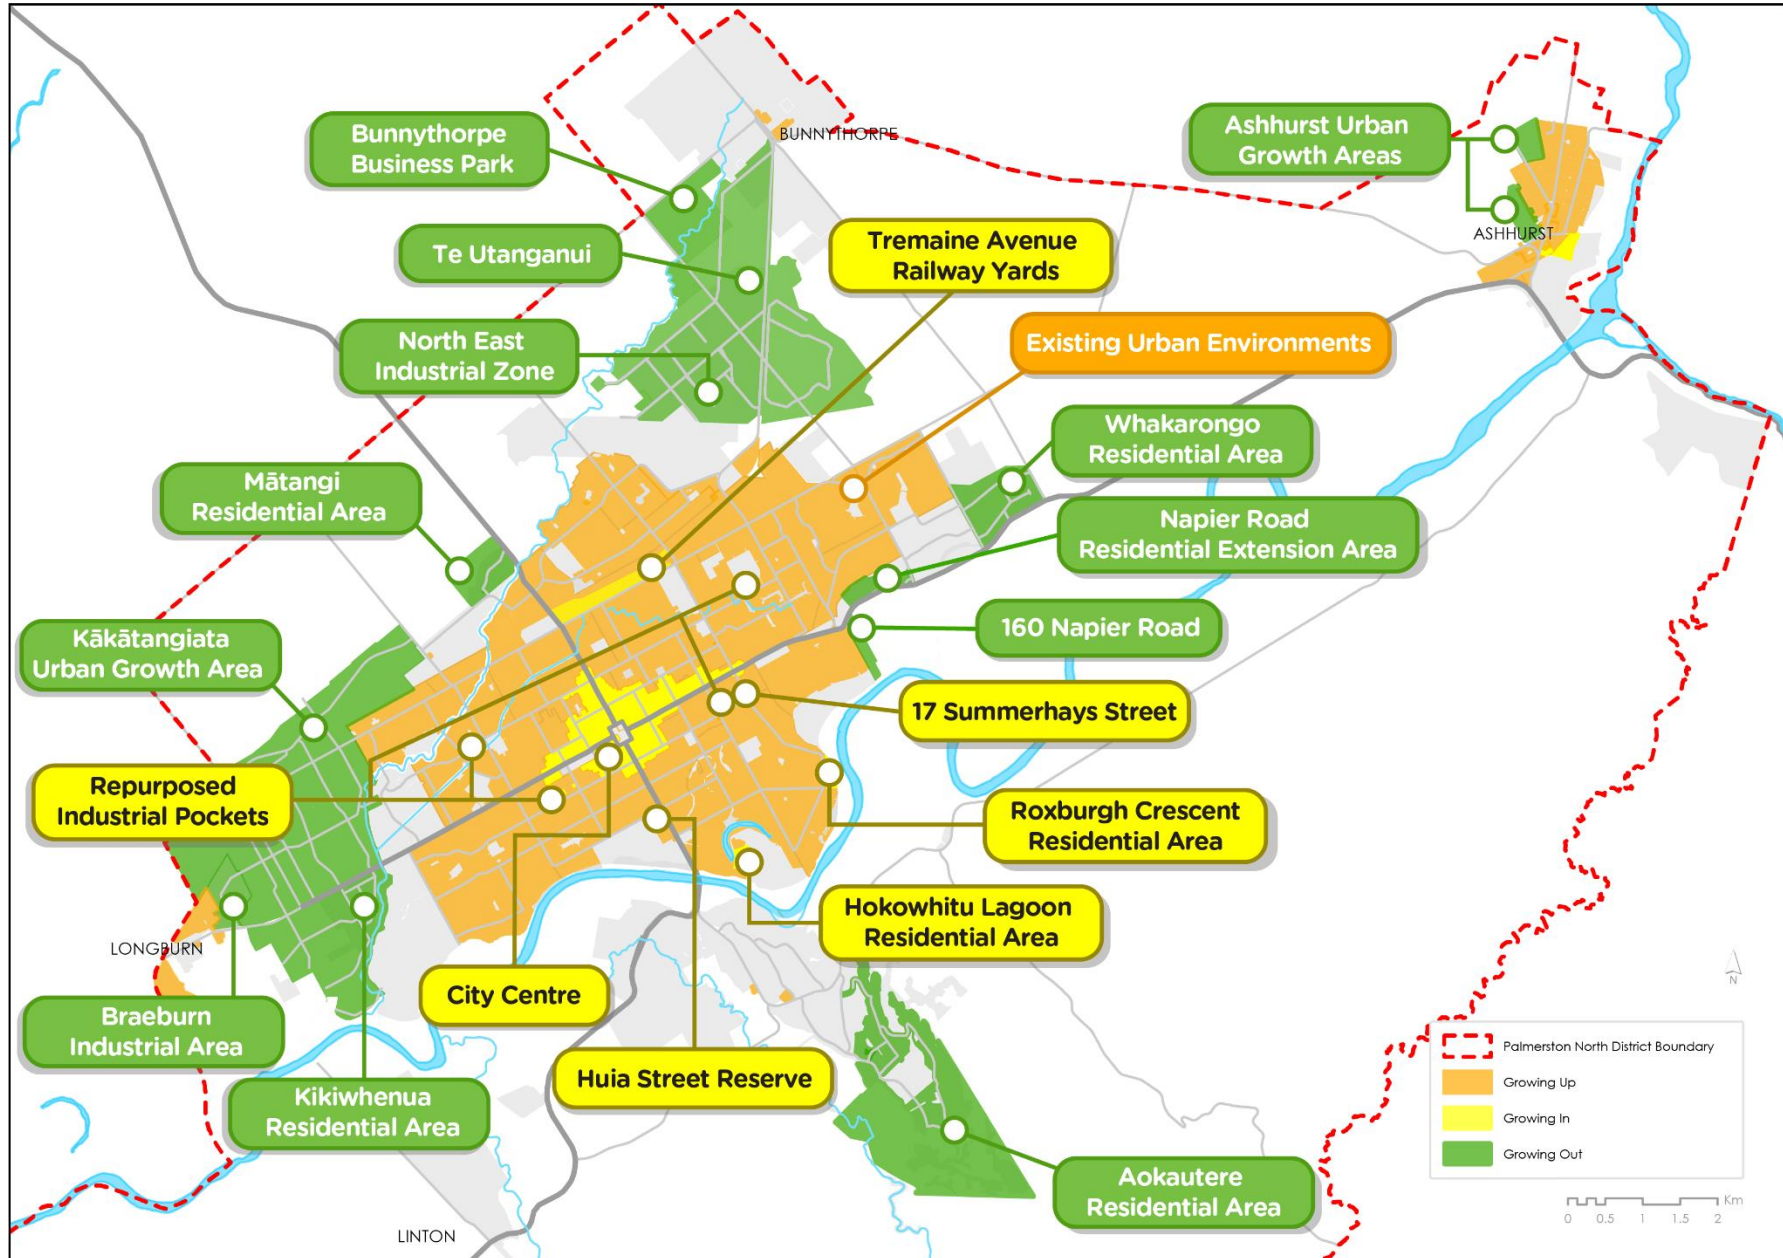 BUNNYTHORPE
Bunnythorpe
Business Park
Ashhurst Urban
Growth Areas
ASHHURST
Te Utanganui
Tremaine Avenue
Railway Yards
North East
Industrial Zone
Existing Urban Environments
Whakarongo
Residential Area
Mātangi
Residential Area
Napier Road
Residential Extension Area
Kākātangiata
Urban Growth Area
160 Napier Road
17 Summerhays Street
Repurposed
Industrial Pockets
Roxburgh Crescent
Residential Area
Hokowhitu Lagoon
Residential Area
LONGBURN
City Centre
Braeburn
Industrial Area
Huia Street Reserve
Kikiwhenua
Residential Area
Aokautere
Residential Area
LINTON
N
Palmerston North District Boundary
Growing Up
Growing In
Growing Out
Km
0 0.5 1 1.5 2